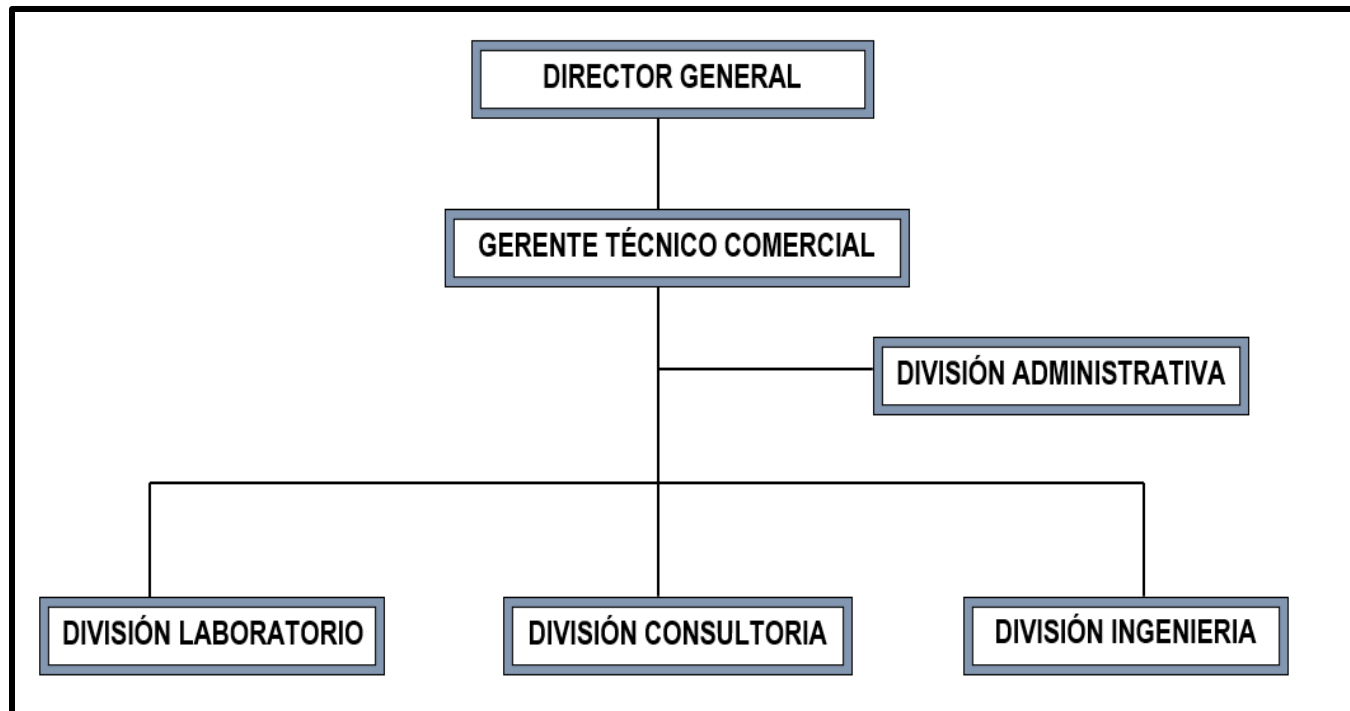 DIRECTOR GENERAL
GERENTE TÉCNICO COMERCIAL
DIVISIÓN ADMINISTRATIVA
DIVISIÓN LABORATORIO
DIVISIÓN CONSULTORIA
DIVISIÓN INGENIERIA